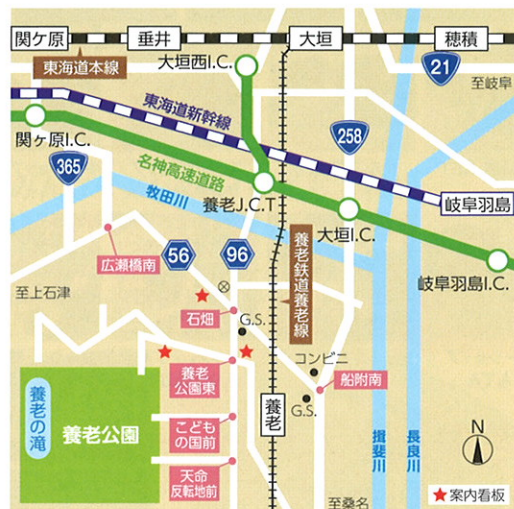 関ケ原
垂井
大垣
穂積
東海道本線
大垣西I.C.
21
至岐阜
東海道新幹線
関ヶ原I.C.
258
365
名神高速道路
岐阜羽島
牧田川
養老J.C.T
大垣I.C.
広瀬橋南
56
96
養老鉄道養老線
岐阜羽島I.C.
至上石津
石畑
G.S.
コンビニ
養老
公園東
船附南
養老の滝
養老公園
こども
の国前
養老
G.S.
揖斐川
長良川
N
天命
反転地前
至桑名
★案内看板